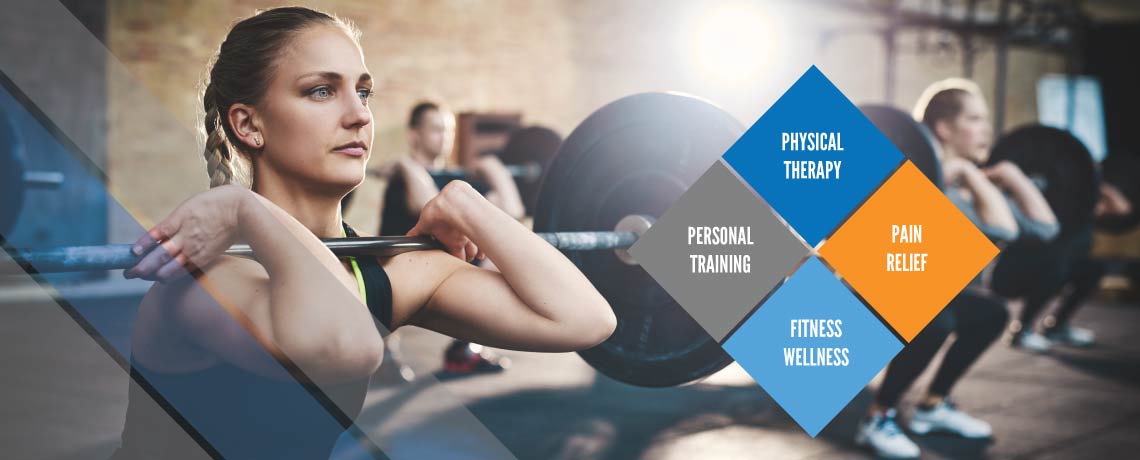 PHYSICAL
THERAPY
PERSONAL
TRAINING
PAIN
RELIEF
FITNESS
WELLNESS